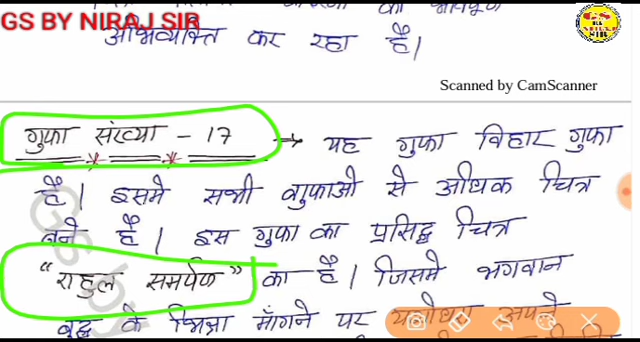 GS BY NIRAJ SIR
अभिव्यक्ति कर रहा है।
Scanned by CamScanner
गुफा संख्या - 17 → यह गुफा विहार गुफा
है। इसमे सभी गुफाओ से अधिक चित्र
बने है। इस गुफा का प्रसिद्ध चित्र
"राहुल समर्पण" का है। जिसमे भगवान
बुद्ध के भिक्षा माँगने पर यशोधरा अपने